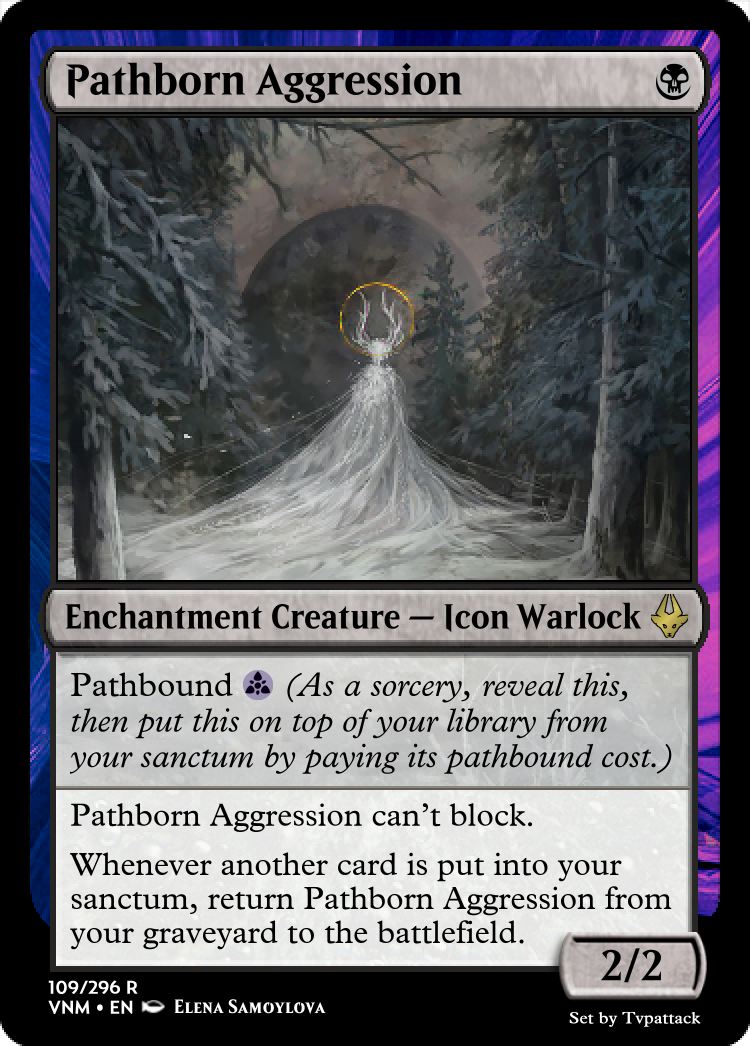 Pathborn Aggression
Enchantment Creature — Icon Warlock
Pathbound (As a sorcery, reveal this,
then put this on top of your library from
your sanctum by paying its pathbound cost.)
Pathborn Aggression can't block.
Whenever another card is put into your
sanctum, return Pathborn Aggression from
your graveyard to the battlefield.
2/2
109/296 R
VNM • EN Elena Samoylova
Set by Tvpattack